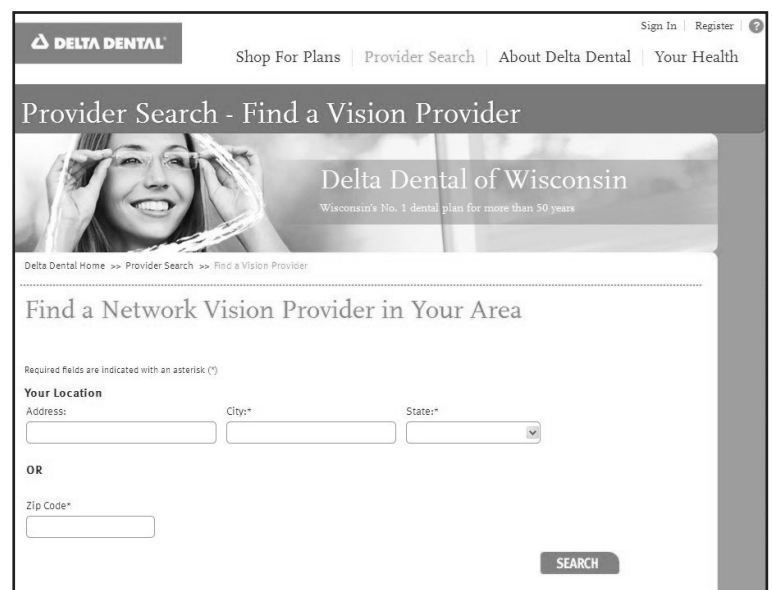 Sign In | Register | ?
DELTA DENTAL®
Shop For Plans | Provider Search | About Delta Dental | Your Health
Provider Search - Find a Vision Provider
Delta Dental of Wisconsin
Wisconsin's No. 1 dental plan for more than 50 years
Delta Dental Home >> Provider Search >> Find a Vision Provider
Find a Network Vision Provider in Your Area
Required fields are indicated with an asterisk (*)
Your Location
Address: City:* State:*
OR
Zip Code*
SEARCH